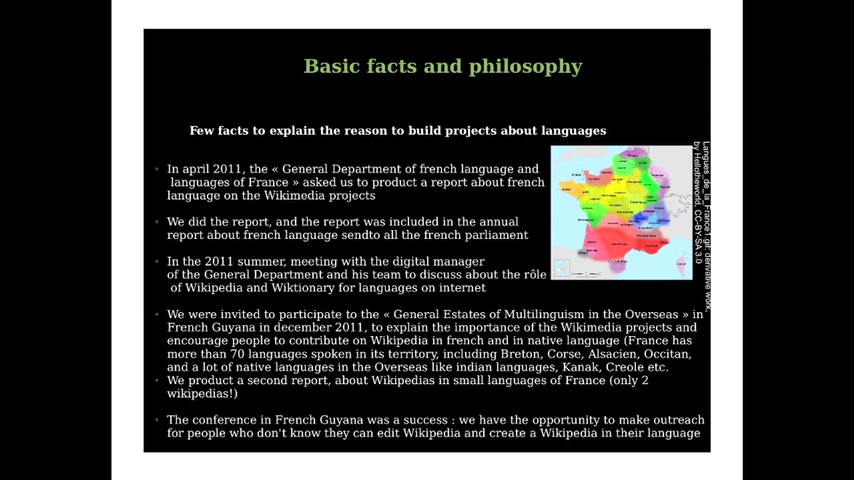 Basic facts and philosophy
Few facts to explain the reason to build projects about languages
In april 2011, the « General Department of french language and
languages of France » asked us to product a report about french
language on the Wikimedia projects
We did the report, and the report was included in the annual
report about french language sendto all the french parliament
In the 2011 summer, meeting with the digital manager
of the General Department and his team to discuss about the rôle
of Wikipedia and Wiktionary for languages on internet
We were invited to participate to the « General Estates of Multilinguism in the Overseas » in
French Guyana in december 2011, to explain the importance of the Wikimedia projects and
encourage people to contribute on Wikipedia in french and in native language (France has
more than 70 languages spoken in its territory, including Breton, Corse, Alsacien, Occitan,
and a lot of native languages in the Overseas like indian languages, Kanak, Creole etc.
We product a second report, about Wikipedias in small languages of France (only 2
wikipedias!)
The conference in French Guyana was a success : we have the opportunity to make outreach
for people who don't know they can edit Wikipedia and create a Wikipedia in their language
Langues_de_la_France1.gif: derivative work:
by Hellotheworld, CC-BY-SA 3.0